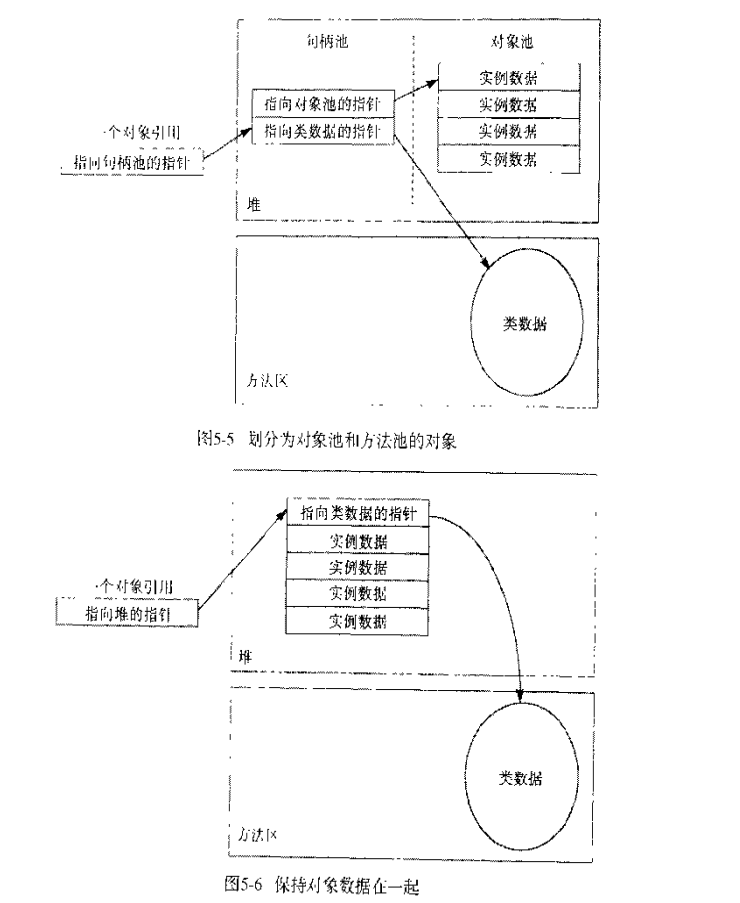 句柄池
对象池
实例数据
指向对象池的指针
实例数据
一个对象引用
指向类数据的指针
实例数据
指向句柄池的指针
实例数据
堆
类数据
方法区
图5-5 划分为对象池和方法池的对象
指向类数据的指针
实例数据
实例数据
一个对象引用
实例数据
指向堆的指针
实例数据
堆
类数据
方法区
图5-6 保持对象数据在一起